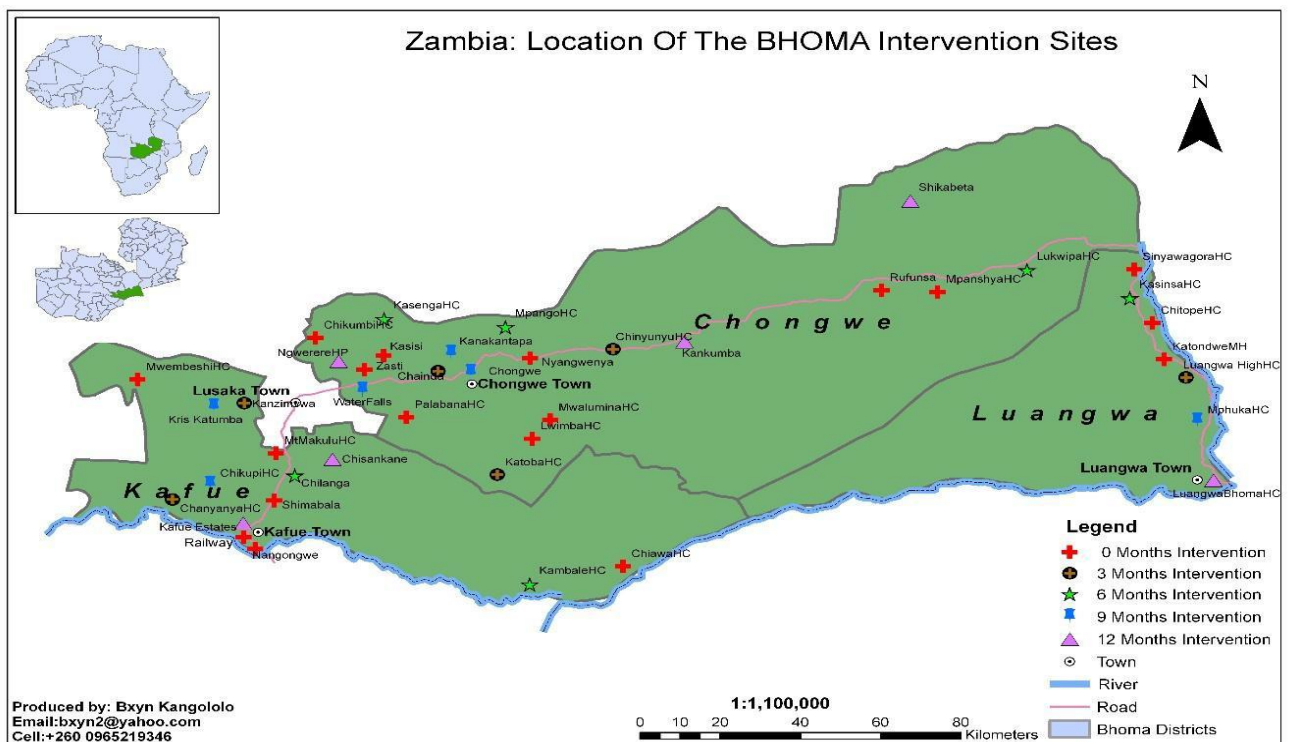 Zambia: Location Of The BHOMA Intervention Sites
N
Shikabeta
LukwipaHC
SinyawagoraHC
Rufunsa
MpanshyaHC
KasinsaHC
KasengaHC
MpangoHC
ChitopeHC
ChikumbiHC
Kanakantapa
ChinyunyuHC
Chongwe
NgwerereHP
Kasisi
Nyangwenya
Kankumba
KatondweMH
Luangwa HighHC
MwembeshiHC
Zasti
Chainda
Chongwe
Chongwe Town
Lusaka Town
Kanzimwa
WaterFalls
PalabanaHC
MwaluminaHC
Luangwa
MphukaHC
Kris Katumba
LwimbaHC
MtMakuluHC
Chisankane
KatobaHC
Luangwa Town
ChikupiHC
Chilanga
LuangwaBhomaHC
Kafue
ChanyanyaHC
Shimabala
Kafue Estates
Kafue Town
Railway
Nangongwe
ChiawaHC
KambaleHC
Legend
0 Months Intervention
3 Months Intervention
6 Months Intervention
9 Months Intervention
12 Months Intervention
Town
River
Road
Bhoma Districts
Produced by: Bxyn Kangololo
Email:bxyn2@yahoo.com
Cell:+260 0965219346
1:1,100,000
0 10 20 40 60 80
Kilometers